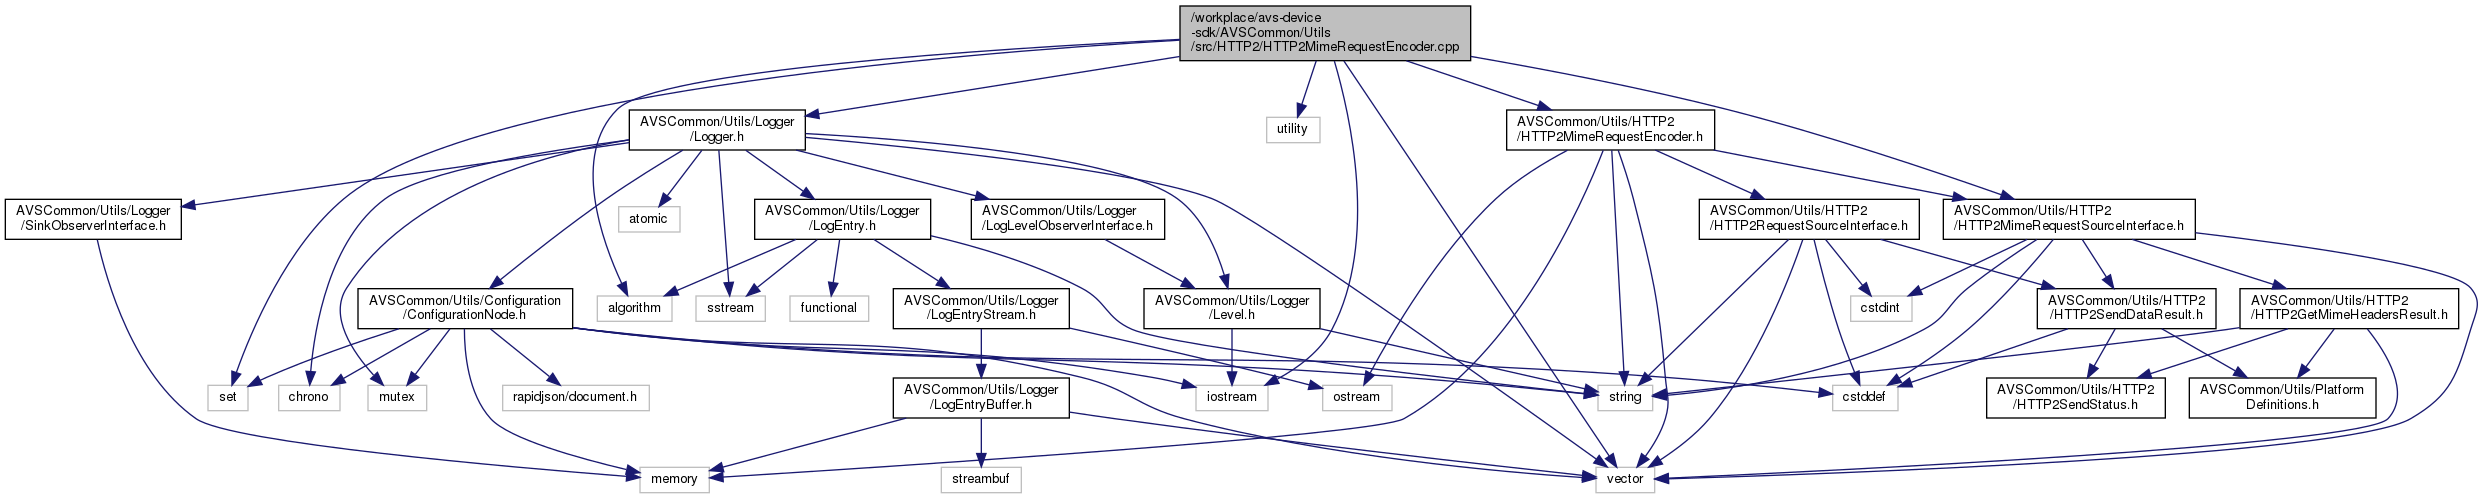 /workplace/avs-device
-sdk/AVSCommon/Utils
/src/HTTP2/HTTP2MimeRequestEncoder.cpp
AVSCommon/Utils/Logger
/Logger.h
utility
AVSCommon/Utils/HTTP2
/HTTP2MimeRequestEncoder.h
AVSCommon/Utils/Logger
/SinkObserverInterface.h
atomic
AVSCommon/Utils/Logger
/LogEntry.h
AVSCommon/Utils/Logger
/LogLevelObserverInterface.h
AVSCommon/Utils/HTTP2
/HTTP2RequestSourceInterface.h
AVSCommon/Utils/HTTP2
/HTTP2MimeRequestSourceInterface.h
AVSCommon/Utils/Configuration
/ConfigurationNode.h
algorithm
sstream
functional
AVSCommon/Utils/Logger
/LogEntryStream.h
AVSCommon/Utils/Logger
/Level.h
cstdint
AVSCommon/Utils/HTTP2
/HTTP2SendDataResult.h
AVSCommon/Utils/HTTP2
/HTTP2GetMimeHeadersResult.h
set
chrono
mutex
rapidjson/document.h
AVSCommon/Utils/Logger
/LogEntryBuffer.h
iostream
ostream
string
cstddef
AVSCommon/Utils/HTTP2
/HTTP2SendStatus.h
AVSCommon/Utils/Platform
Definitions.h
memory
streambuf
vector